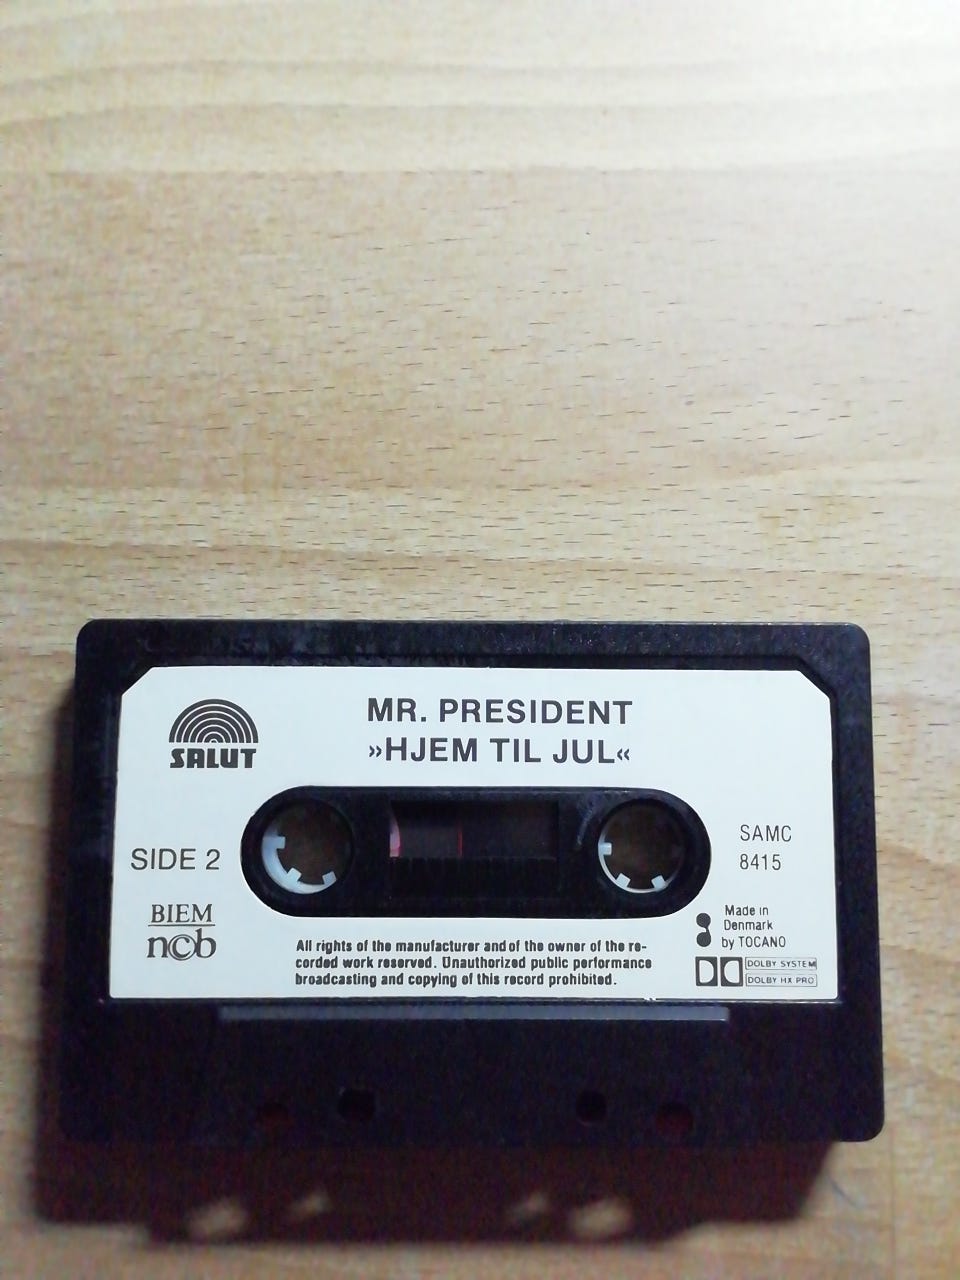 SALUT
MR. PRESIDENT
»HJEM TIL JUL«
SIDE 2
SAMC
8415
BIEM
ncb
All rights of the manufacturer and of the owner of the re-
corded work reserved. Unauthorized public performance
broadcasting and copying of this record prohibited.
Made in
Denmark
by TOCANO
DOLBY SYSTEM
DOLBY HX PRO